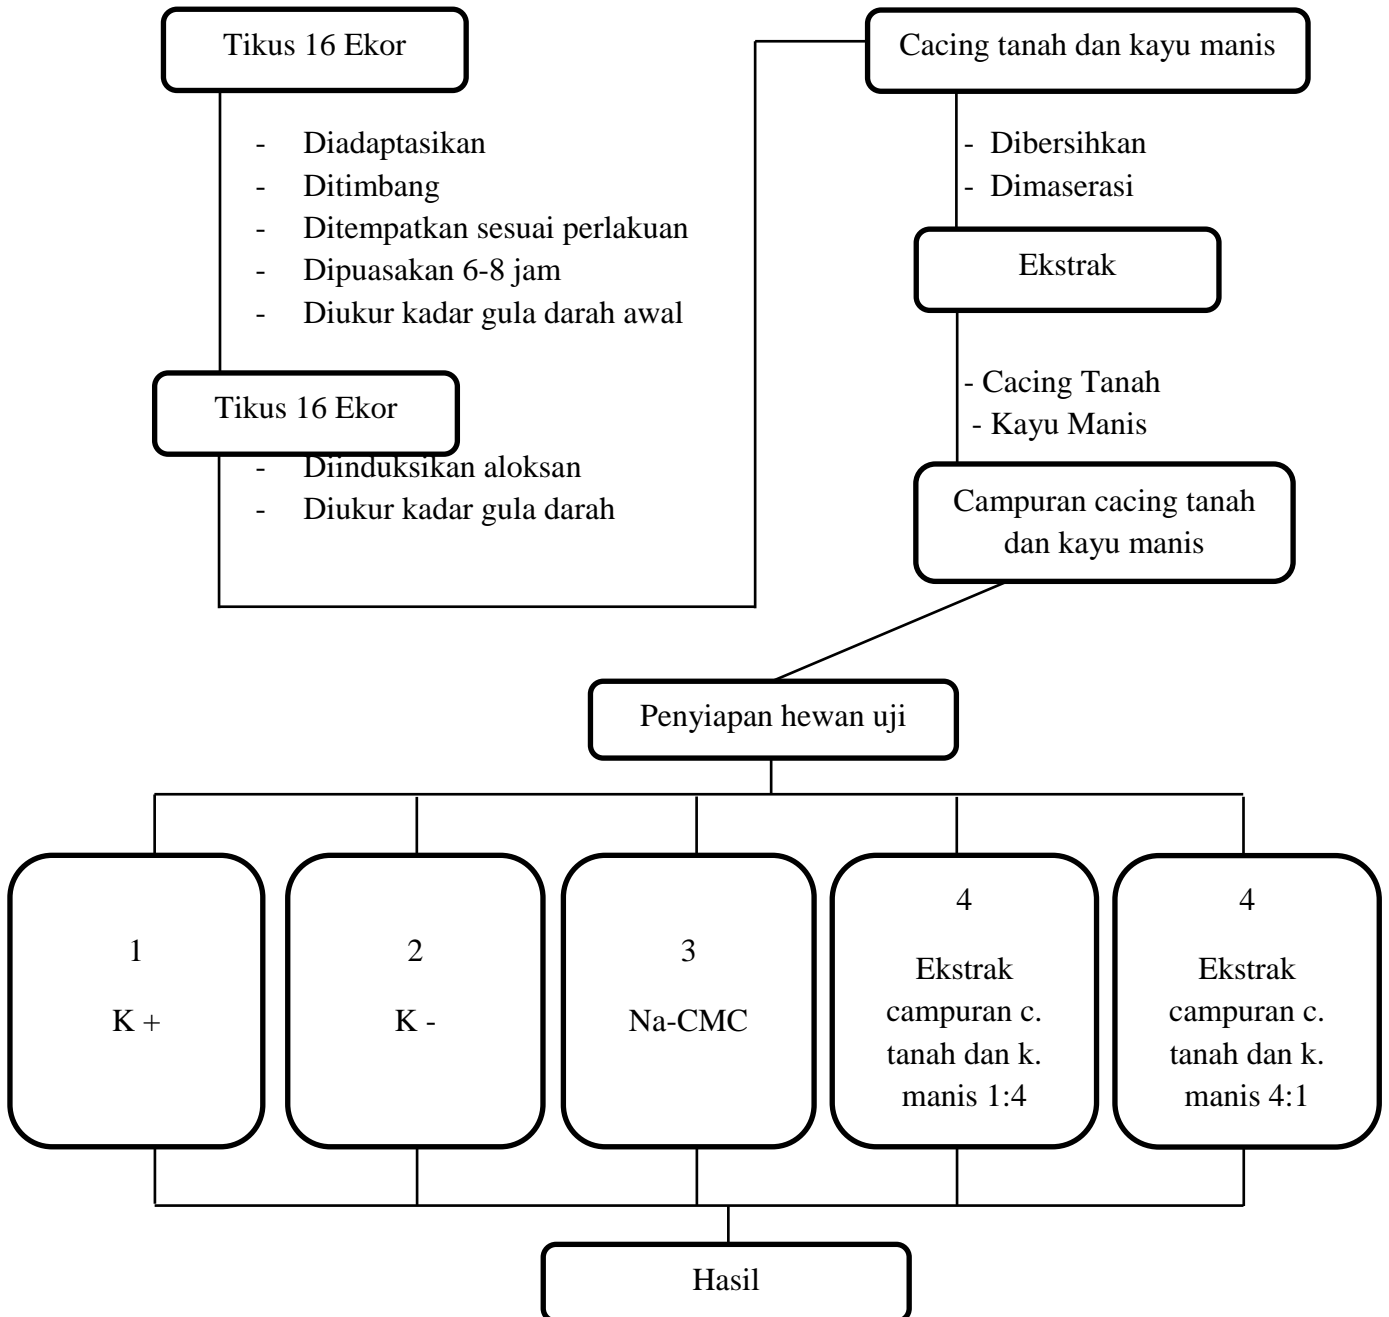 Tikus 16 Ekor
- Diadaptasikan
- Ditimbang
- Ditempatkan sesuai perlakuan
- Dipuasakan 6-8 jam
- Diukur kadar gula darah awal
Tikus 16 Ekor
- Diinduksikan aloksan
- Diukur kadar gula darah
Cacing tanah dan kayu manis
- Dibersihkan
- Dimaserasi
Ekstrak
- Cacing Tanah
- Kayu Manis
Campuran cacing tanah
dan kayu manis
Penyiapan hewan uji
1
K +
2
K -
3
Na-CMC
4
Ekstrak
campuran c.
tanah dan k.
manis 1:4
4
Ekstrak
campuran c.
tanah dan k.
manis 4:1
Hasil